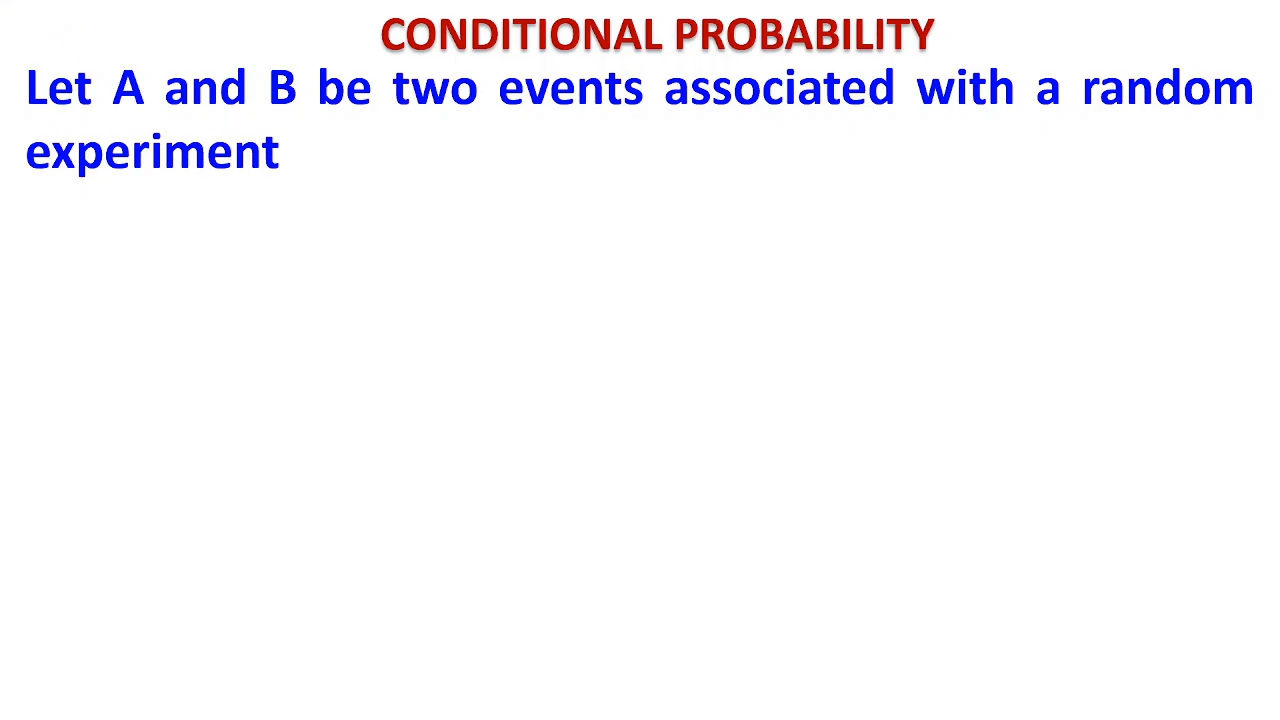 CONDITIONAL PROBABILITY
Let A and B be two events associated with a random
experiment